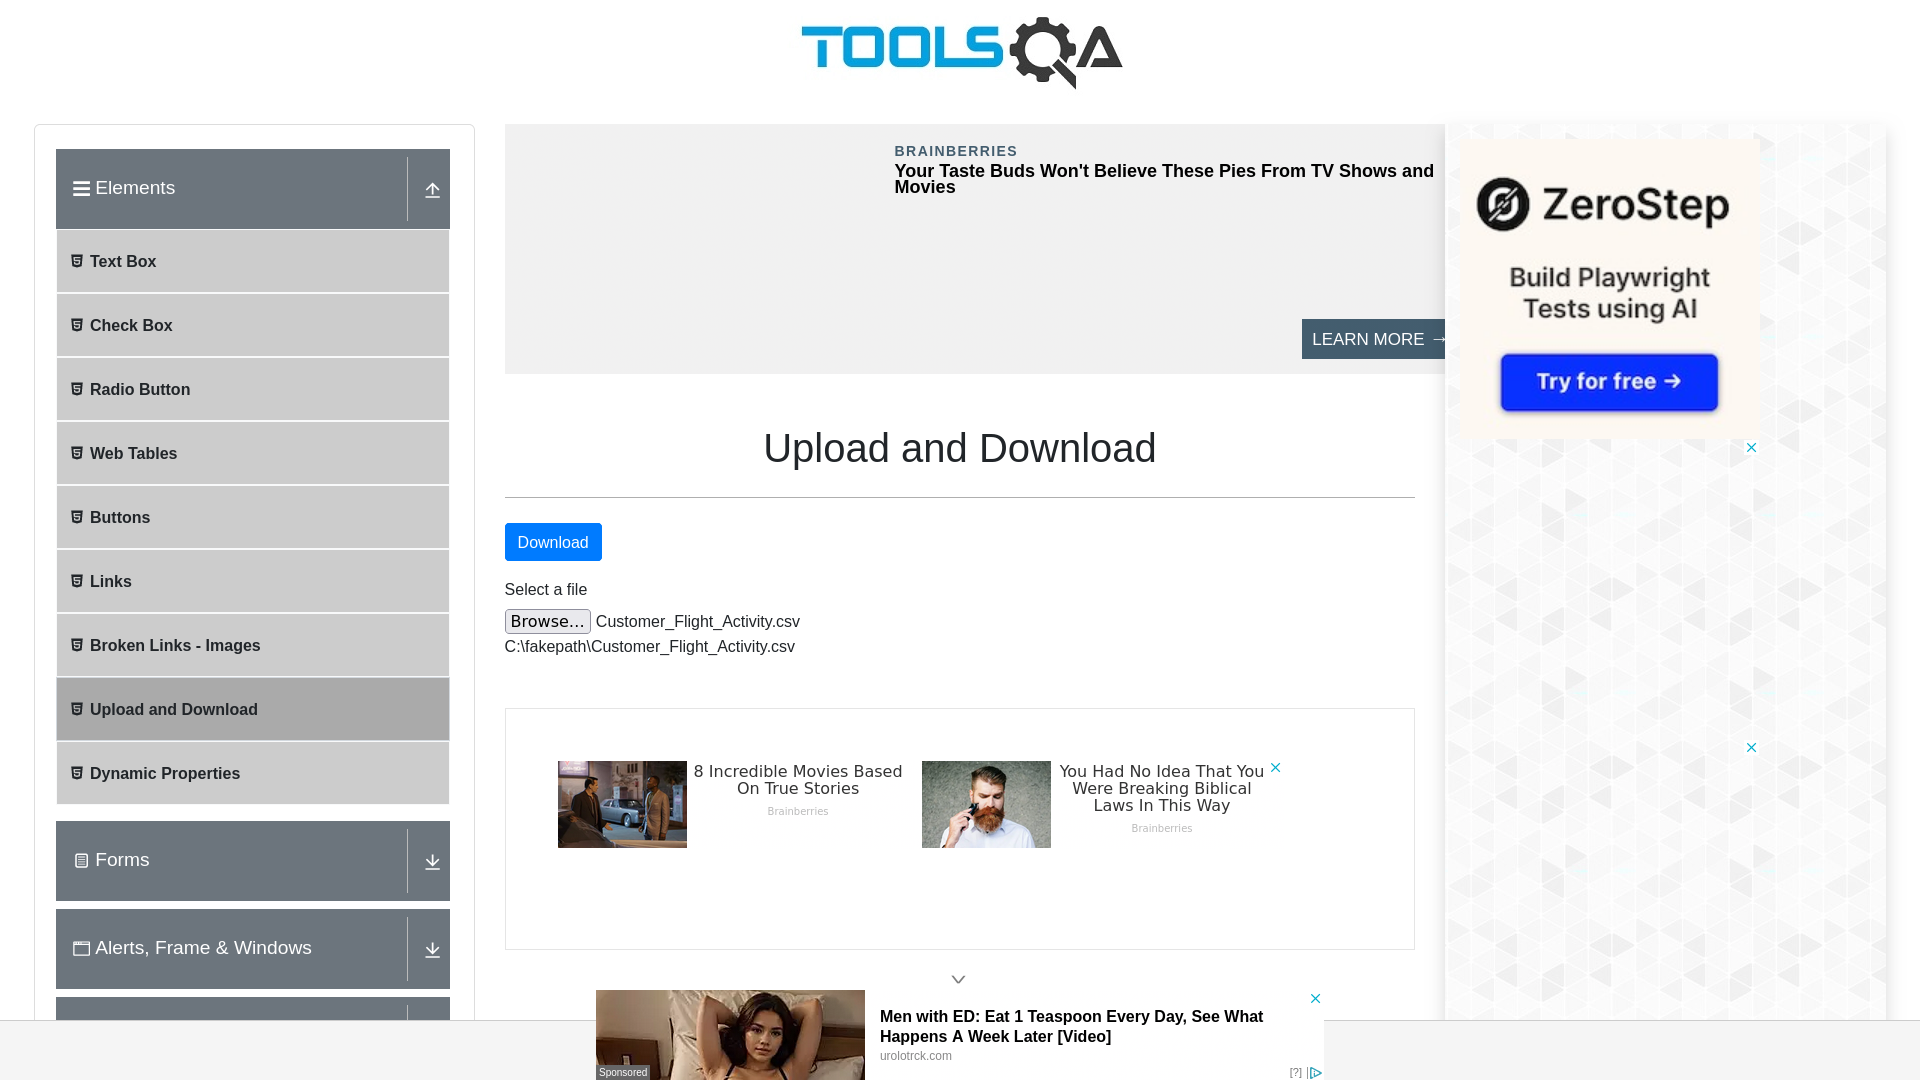 TOOLSQA
Elements
Text Box
Check Box
Radio Button
Web Tables
Buttons
Links
Broken Links - Images
Upload and Download
Dynamic Properties
Forms
Alerts, Frame & Windows
BRAINBERRIES
Your Taste Buds Won't Believe These Pies From TV Shows and
Movies
LEARN MORE →
Upload and Download
Download
Select a file
Browse... Customer_Flight_Activity.csv
C:\fakepath\Customer_Flight_Activity.csv
8 Incredible Movies Based
On True Stories
Brainberries
You Had No Idea That You
Were Breaking Biblical
Laws In This Way
Brainberries
Men with ED: Eat 1 Teaspoon Every Day, See What
Happens A Week Later [Video]
urolotrck.com
Sponsored
[?]
ZeroStep
Build Playwright
Tests using AI
Try for free →